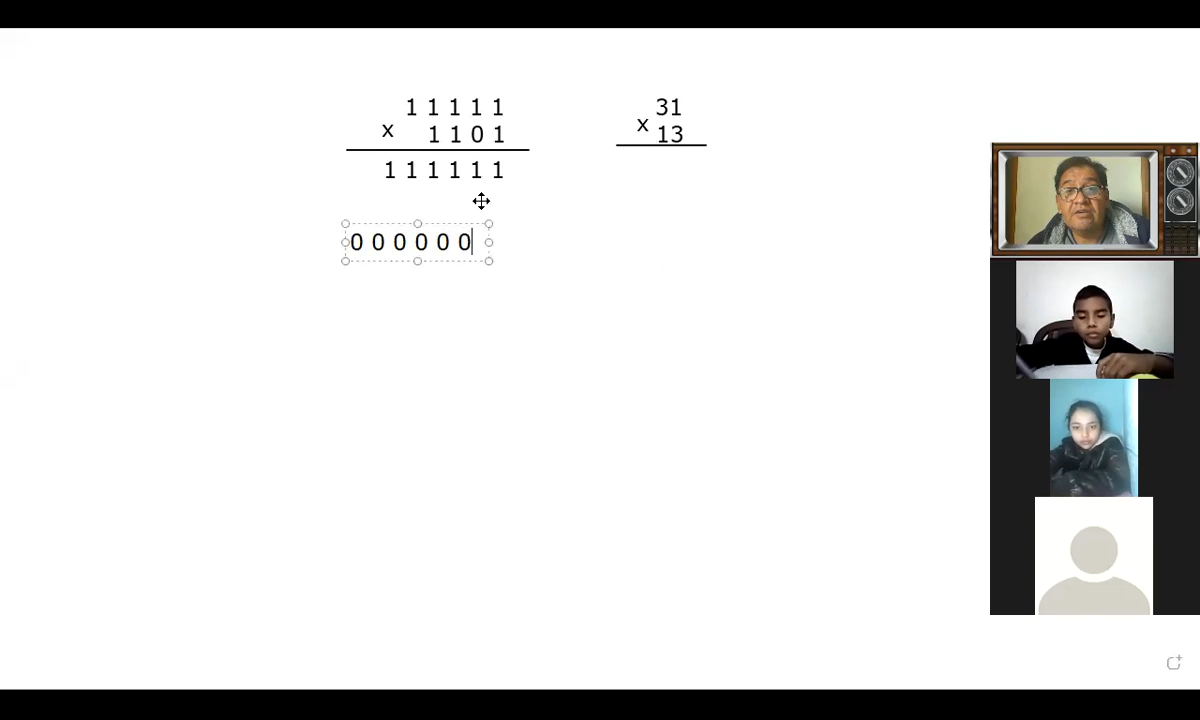 1 1 1 1 1
x 1 1 0 1
1 1 1 1 1 1
0 0 0 0 0 0
31
x 13